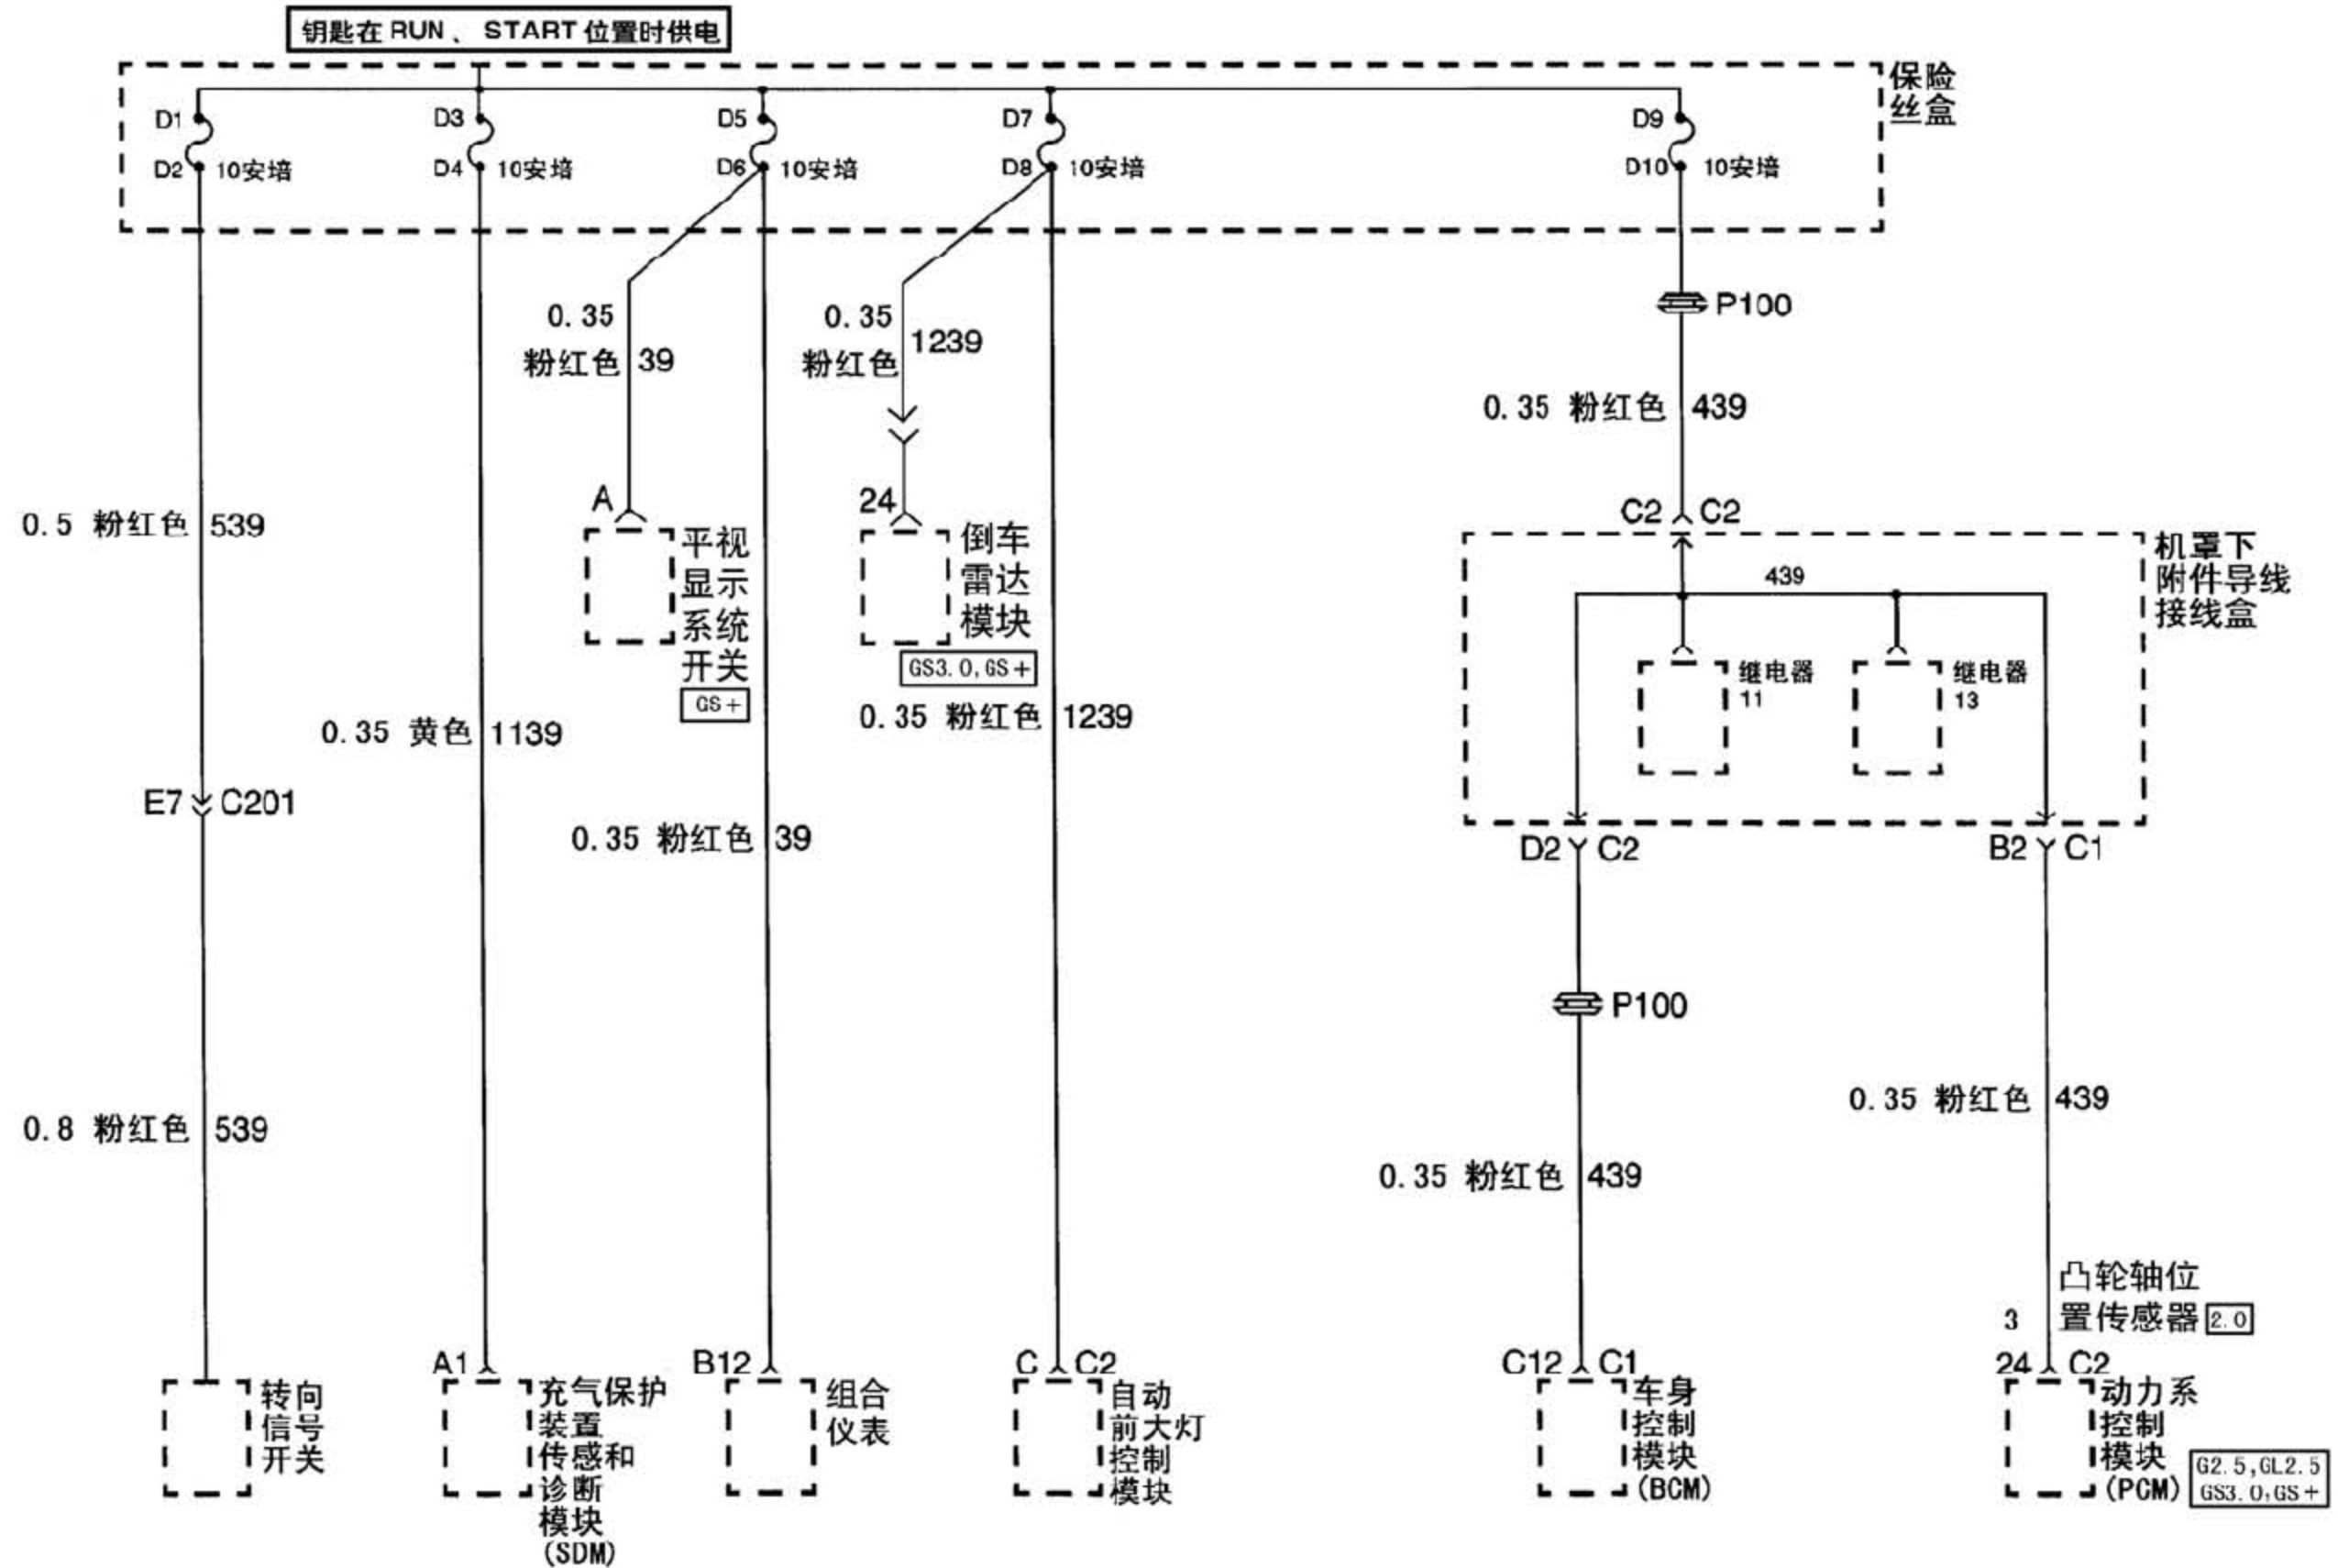 钥匙在 RUN 、 START 位置时供电
保险
丝盒
D1
D3
D5
D7
D9
D2 10安培
D4 10安培
D6 10安培
D8 10安培
D10 10安培
P100
0.35
粉红色 39
0.35
粉红色 1239
0.35 粉红色 439
A
24
C2 C2
0.5 粉红色 539
平视
显示
系统
开关
GS+
倒车
雷达
模块
GS3.0,GS+
机罩下
附件导线
接线盒
439
继电器
11
继电器
13
0.35 黄色 1139
0.35 粉红色 1239
E7 C201
0.35 粉红色 39
D2 C2
B2 C1
P100
0.8 粉红色 539
0.35 粉红色 439
0.35 粉红色 439
凸轮轴位
3 置传感器 2.0
A1
B12
C C2
C12 C1
24 C2
转向
信号
开关
充气保护
装置
传感和
诊断
模块
(SDM)
组合
仪表
自动
前大灯
控制
模块
车身
控制
模块
(BCM)
动力系
控制
模块
(PCM)
G2.5,GL2.5
GS3.0,GS+